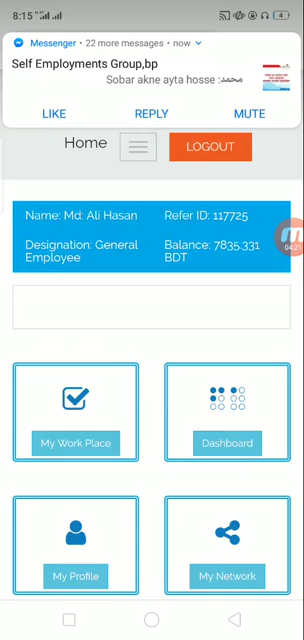 8:15
4
Messenger • 22 more messages • now
Self Employments Group,bp
Sobar akne ayta hosse :محمد
LIKE
REPLY
MUTE
Home
LOGOUT
Name: Md: Ali Hasan
Refer ID: 117725
Designation: General Employee
Balance: 7835.331 BDT
04:21
My Work Place
Dashboard
My Profile
My Network